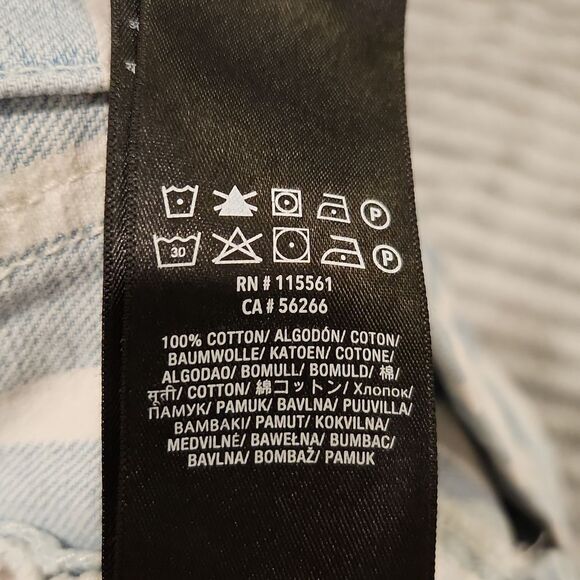 P
30 P
RN # 115561
CA # 56266
100% COTTON/ ALGODÓN/ COTON/
BAUMWOLLE/ KATOEN/ COTONE/
ALGODAO/ BOMULL/ BOMULD/ 棉/
सूती/ COTTON/ 綿コットン/ Хлопок/
ПАМУК/ PAMUK/ BAVLNA/ PUUVILLA/
BAMBAKI/ PAMUT/ KOKVILNA/
MEDVILNĖ/ BAWEŁNA/ BUMBAC/
BAVLNA/ BOMBAŽ/ PAMUK